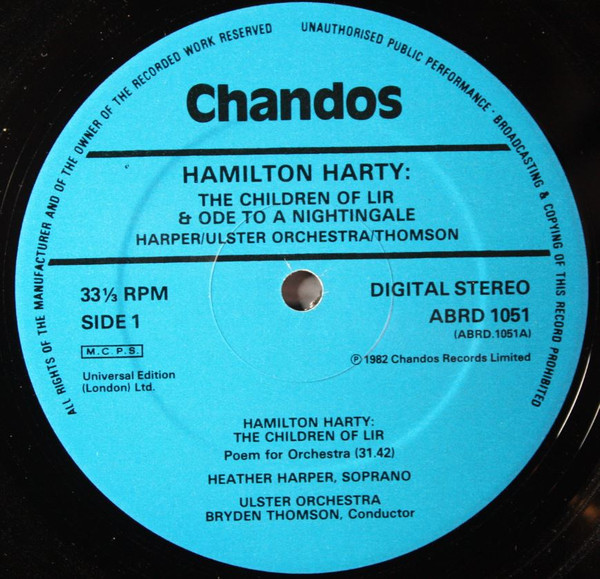 ALL RIGHTS OF THE MANUFACTURER AND OF THE OWNER OF THE RECORDED WORK RESERVED
UNAUTHORISED PUBLIC PERFORMANCE · BROADCASTING & COPYING OF THIS RECORD PROHIBITED
Chandos
HAMILTON HARTY:
THE CHILDREN OF LIR
& ODE TO A NIGHTINGALE
HARPER/ULSTER ORCHESTRA/THOMSON
33⅓ RPM
SIDE 1
M.C.P.S.
Universal Edition
(London) Ltd.
DIGITAL STEREO
ABRD 1051
(ABRD.1051A)
℗ 1982 Chandos Records Limited
HAMILTON HARTY:
THE CHILDREN OF LIR
Poem for Orchestra (31.42)
HEATHER HARPER, SOPRANO
ULSTER ORCHESTRA
BRYDEN THOMSON, Conductor